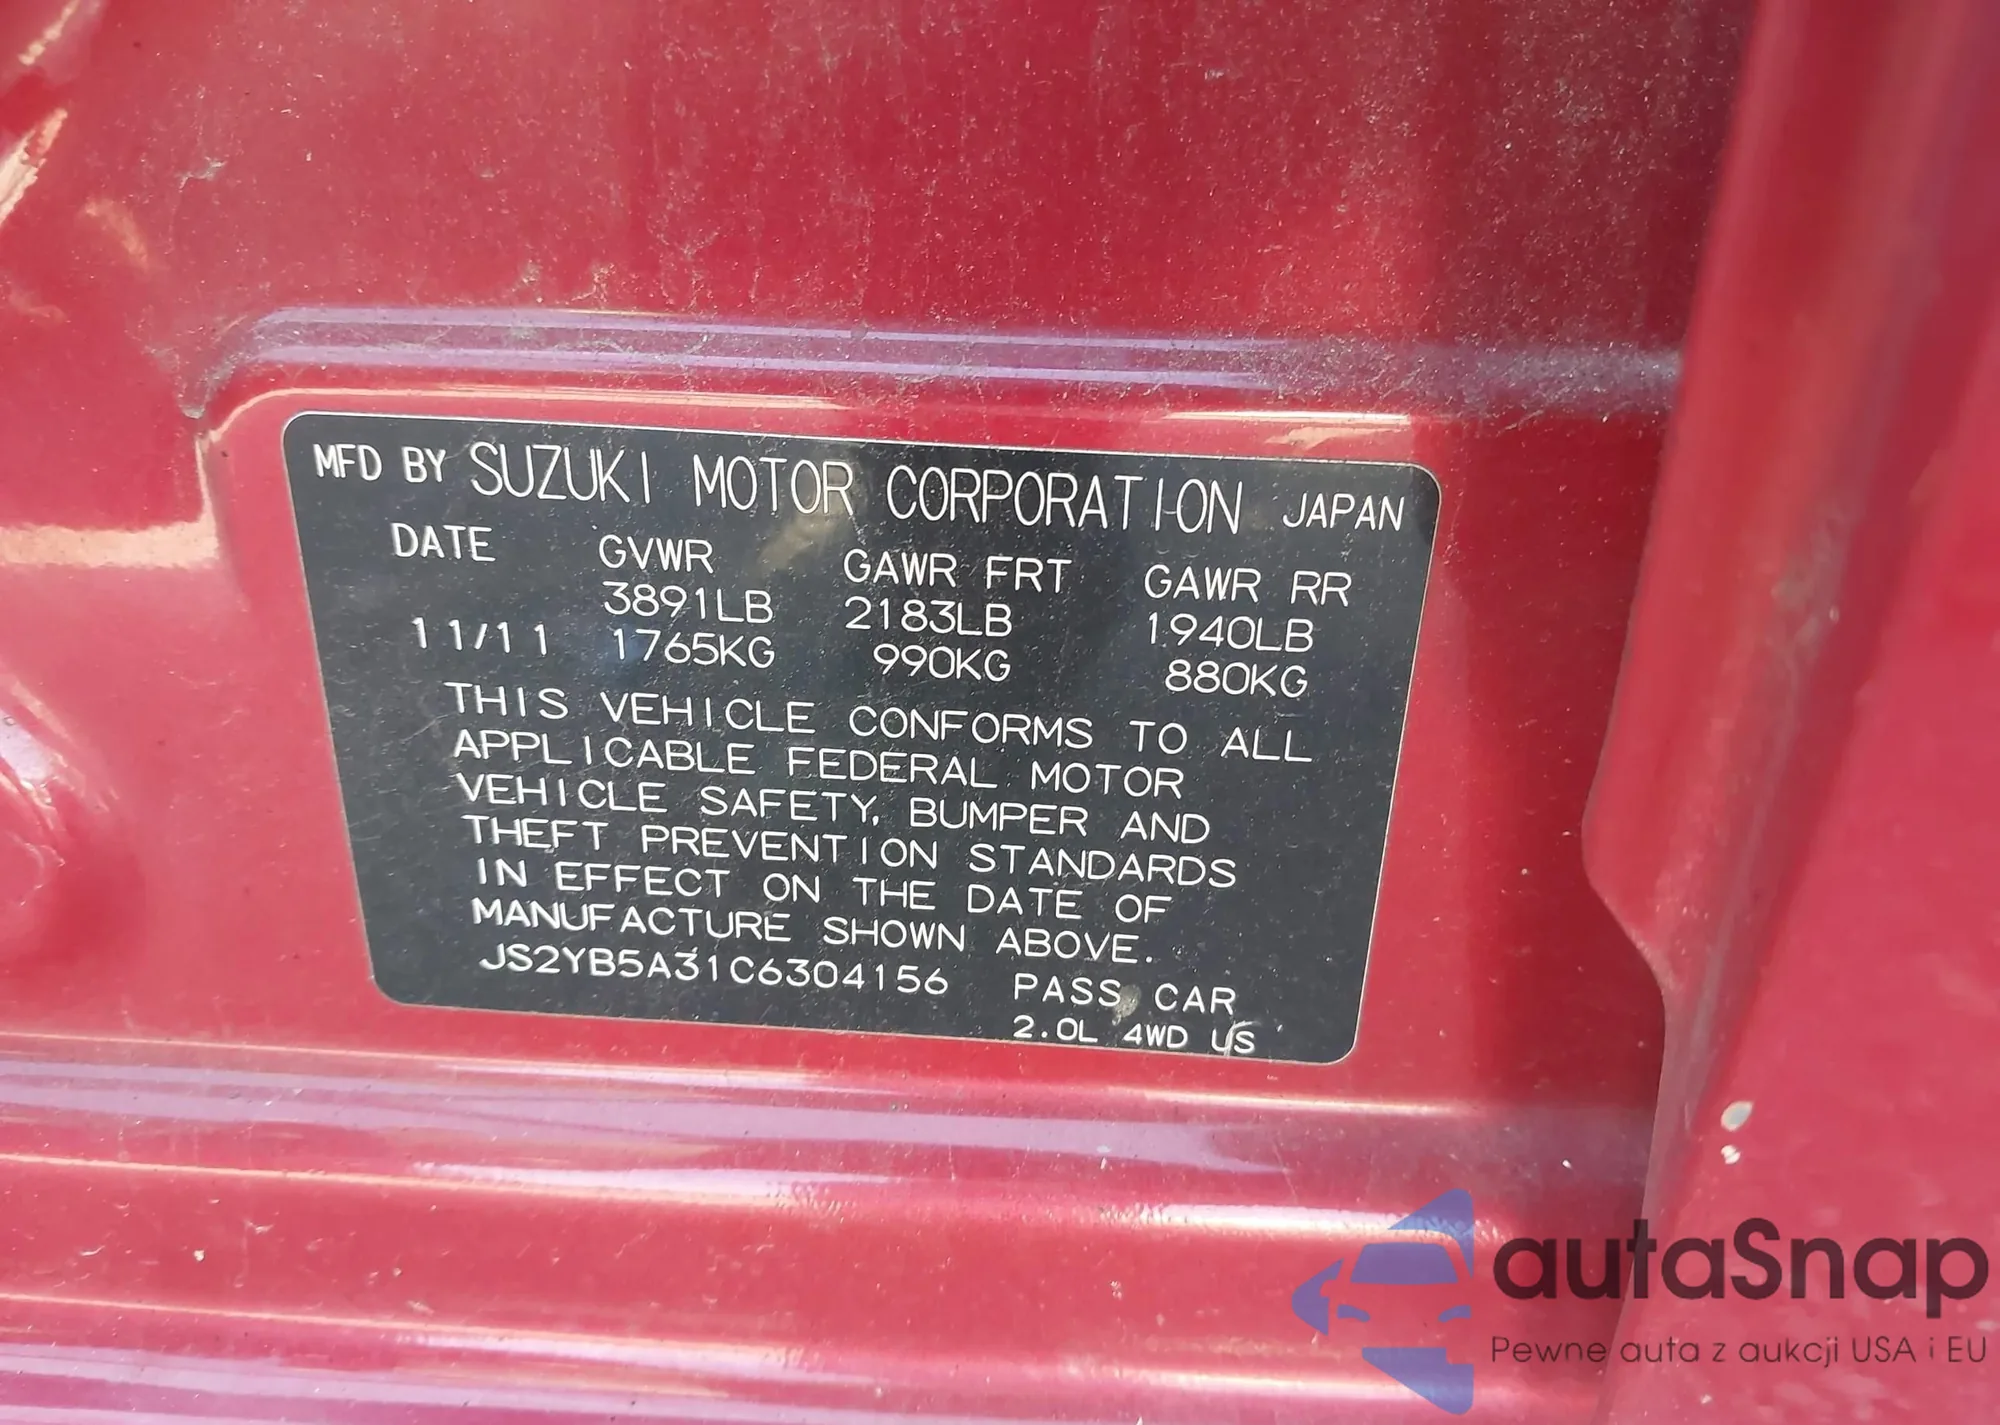 MFD BY SUZUKI MOTOR CORPORATION JAPAN
DATE GVWR GAWR FRT GAWR RR
3891LB 2183LB 1940LB
11/11 1765KG 990KG 880KG
THIS VEHICLE CONFORMS TO ALL
APPLICABLE FEDERAL MOTOR
VEHICLE SAFETY, BUMPER AND
THEFT PREVENTION STANDARDS
IN EFFECT ON THE DATE OF
MANUFACTURE SHOWN ABOVE.
JS2YB5A31C6304156 PASS CAR
2.0L 4WD US
autaSnap
Pewne auta z aukcji USA i EU